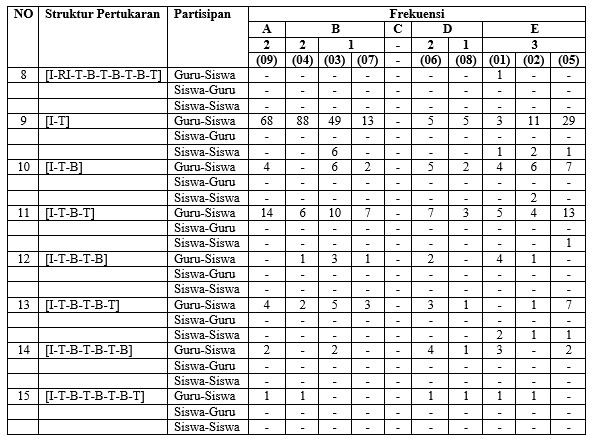 NO Struktur Pertukaran Partisipan Frekuensi
A B C D E
2 2 1 - 2 1 3
(09) (04) (03) (07) - (06) (08) (01) (02) (05)
8 [I-RI-T-B-T-B-T-B-T] Guru-Siswa - - - - - - - 1 - -
Siswa-Guru - - - - - - - - - -
Siswa-Siswa - - - - - - - - - -
9 [I-T] Guru-Siswa 68 88 49 13 - 5 5 3 11 29
Siswa-Guru - - - - - - - - - -
Siswa-Siswa - - 6 - - - - 1 2 1
10 [I-T-B] Guru-Siswa 4 - 6 2 - 5 2 4 6 7
Siswa-Guru - - - - - - - - - -
Siswa-Siswa - - - - - - - - 2 -
11 [I-T-B-T] Guru-Siswa 14 6 10 7 - 7 3 5 4 13
Siswa-Guru - - - - - - - - - -
Siswa-Siswa - - - - - - - - - 1
12 [I-T-B-T-B] Guru-Siswa - 1 3 1 - 2 - 4 1 -
Siswa-Guru - - - - - - - - - -
Siswa-Siswa - - - - - - - - - -
13 [I-T-B-T-B-T] Guru-Siswa 4 2 5 3 - 3 1 - 1 7
Siswa-Guru - - - - - - - - - -
Siswa-Siswa - - - - - - - 2 1 1
14 [I-T-B-T-B-T-B] Guru-Siswa 2 - 2 - - 4 1 3 - 2
Siswa-Guru - - - - - - - - - -
Siswa-Siswa - - - - - - - - - -
15 [I-T-B-T-B-T-B-T] Guru-Siswa 1 1 - - - 1 1 1 1 -
Siswa-Guru - - - - - - - - - -
Siswa-Siswa - - - - - - - - - -